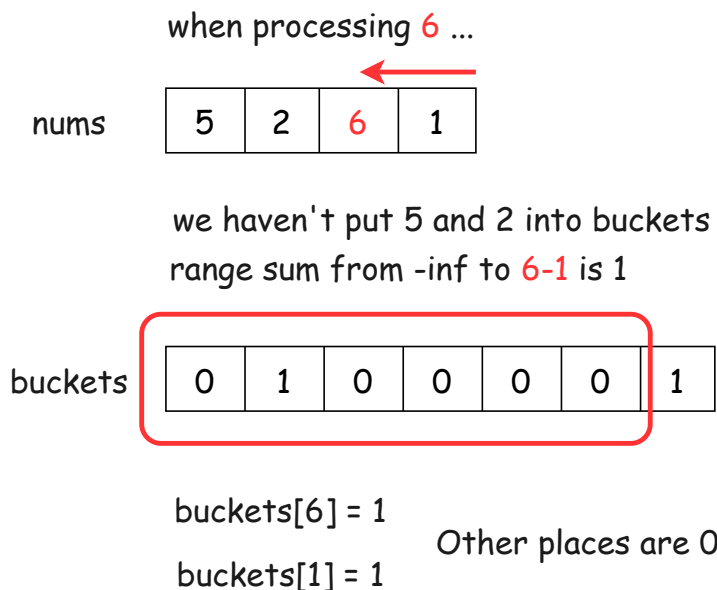 when processing 6 ...
nums 5 2 6 1
we haven't put 5 and 2 into buckets
range sum from -inf to 6-1 is 1
buckets 0 1 0 0 0 0 1
buckets[6] = 1
Other places are 0
buckets[1] = 1